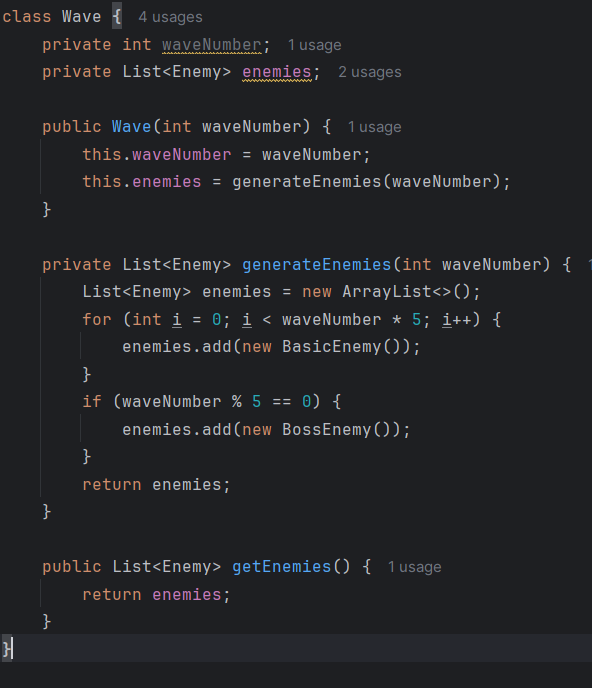 class Wave { 4 usages
    private int waveNumber; 1 usage
    private List<Enemy> enemies; 2 usages

    public Wave(int waveNumber) { 1 usage
        this.waveNumber = waveNumber;
        this.enemies = generateEnemies(waveNumber);
    }

    private List<Enemy> generateEnemies(int waveNumber) {
        List<Enemy> enemies = new ArrayList<>();
        for (int i = 0; i < waveNumber * 5; i++) {
            enemies.add(new BasicEnemy());
        }
        if (waveNumber % 5 == 0) {
            enemies.add(new BossEnemy());
        }
        return enemies;
    }

    public List<Enemy> getEnemies() { 1 usage
        return enemies;
    }
}